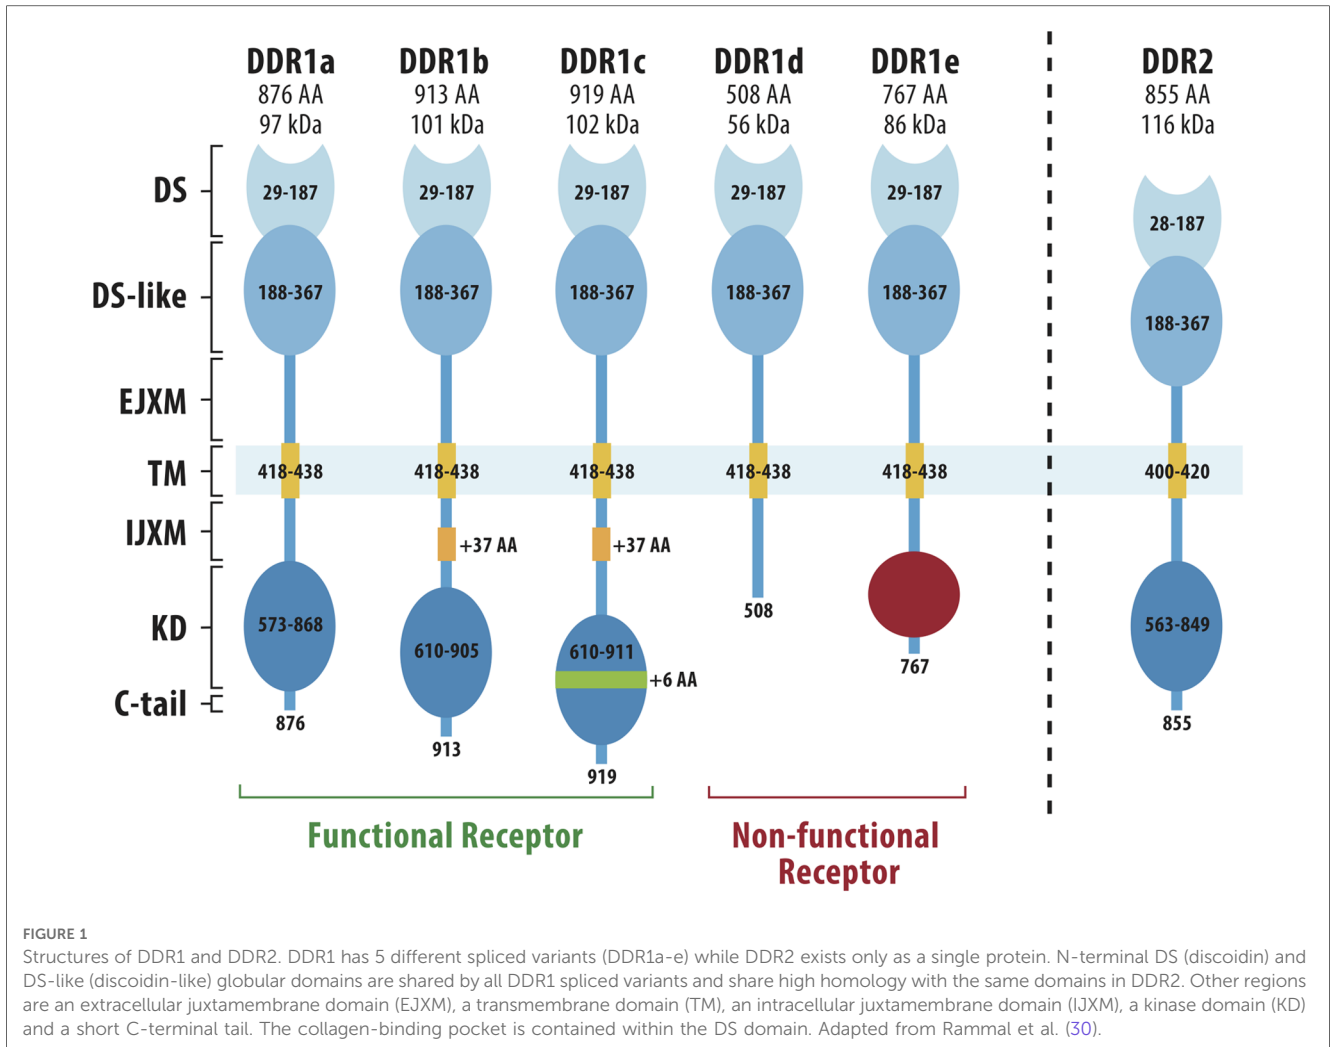 DDR1a DDR1b DDR1c DDR1d DDR1e DDR2
876 AA 913 AA 919 AA 508 AA 767 AA 855 AA
97 kDa 101 kDa 102 kDa 56 kDa 86 kDa 116 kDa
DS 29-187 29-187 29-187 29-187 29-187 28-187
DS-like 188-367 188-367 188-367 188-367 188-367 188-367
EJXM
TM 418-438 418-438 418-438 418-438 418-438 400-420
IJXM +37 AA +37 AA
KD 573-868 610-905 610-911 +6 AA 508 767 563-849
C-tail 876 913 919 855
Functional Receptor
Non-functional
Receptor
FIGURE 1
Structures of DDR1 and DDR2. DDR1 has 5 different spliced variants (DDR1a-e) while DDR2 exists only as a single protein. N-terminal DS (discoidin) and
DS-like (discoidin-like) globular domains are shared by all DDR1 spliced variants and share high homology with the same domains in DDR2. Other regions
are an extracellular juxtamembrane domain (EJXM), a transmembrane domain (TM), an intracellular juxtamembrane domain (IJXM), a kinase domain (KD)
and a short C-terminal tail. The collagen-binding pocket is contained within the DS domain. Adapted from Rammal et al. (30).